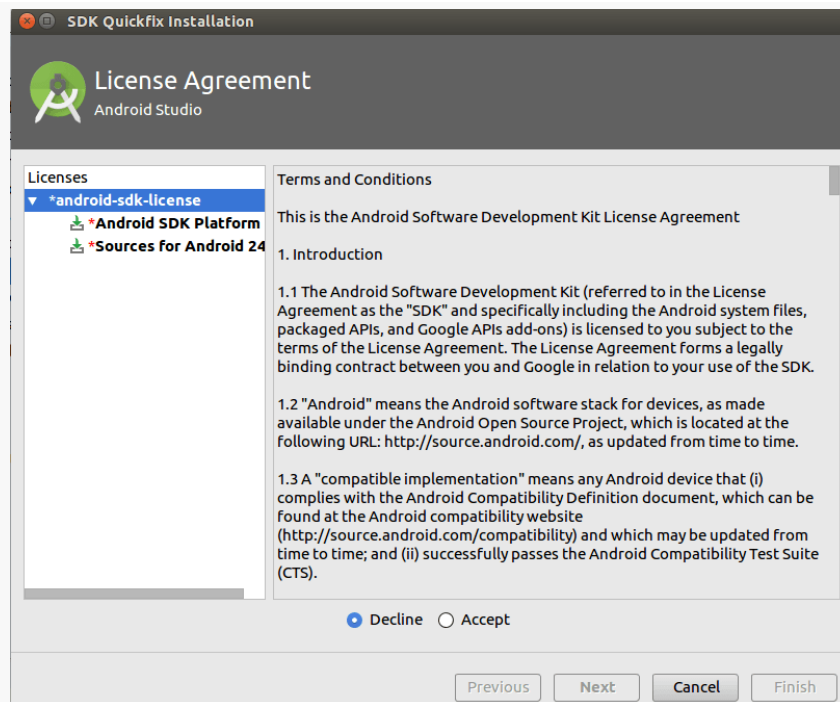 SDK Quickfix Installation
License Agreement
Android Studio
Licenses
*android-sdk-license
*Android SDK Platform
*Sources for Android 24
Terms and Conditions
This is the Android Software Development Kit License Agreement
1. Introduction
1.1 The Android Software Development Kit (referred to in the License
Agreement as the "SDK" and specifically including the Android system files,
packaged APIs, and Google APIs add-ons) is licensed to you subject to the
terms of the License Agreement. The License Agreement forms a legally
binding contract between you and Google in relation to your use of the SDK.
1.2 "Android" means the Android software stack for devices, as made
available under the Android Open Source Project, which is located at the
following URL: http://source.android.com/, as updated from time to time.
1.3 A "compatible implementation" means any Android device that (i)
complies with the Android Compatibility Definition document, which can be
found at the Android compatibility website
(http://source.android.com/compatibility) and which may be updated from
time to time; and (ii) successfully passes the Android Compatibility Test Suite
(CTS).
Decline Accept
Previous Next Cancel Finish